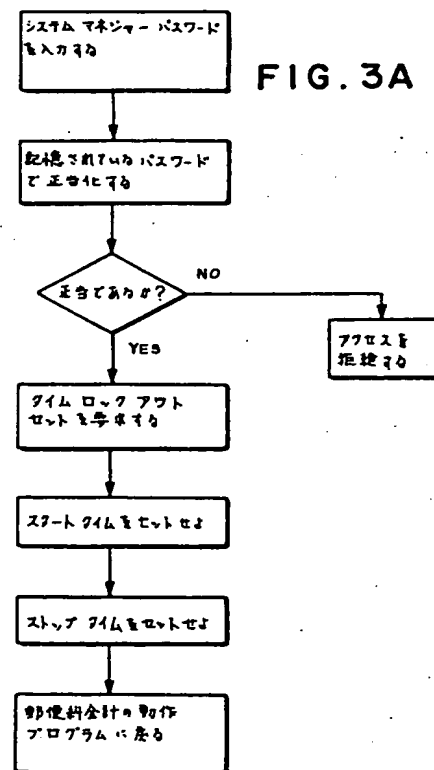 システム マネジャー パスワード
を入力する
FIG. 3A
記憶されている パスワード
で 正当化する
正当であるか?
NO
YES
アクセスを
拒絶する
タイム ロック アウト
セットを要求する
スタート タイムをセットせよ
ストップ タイムをセットせよ
郵便料金計の動作
プログラムに戻る